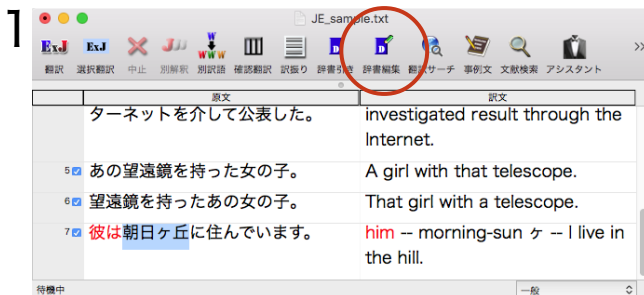 1
JE_sample.txt
ExJ ExJ JJ W WWW D D
翻訳 選択翻訳 中止 別解釈 別訳語 確認翻訳 訳振り 辞書引き 辞書編集 翻訳サーチ 事例文 文献検索 アシスタント
原文 訳文
ターネットを介して公表した。 investigated result through the
Internet.
5 あの望遠鏡を持った女の子。 A girl with that telescope.
6 望遠鏡を持ったあの女の子。 That girl with a telescope.
7 彼は朝日ヶ丘に住んでいます。 him -- morning-sun ヶ -- I live in
the hill.
待機中 一般